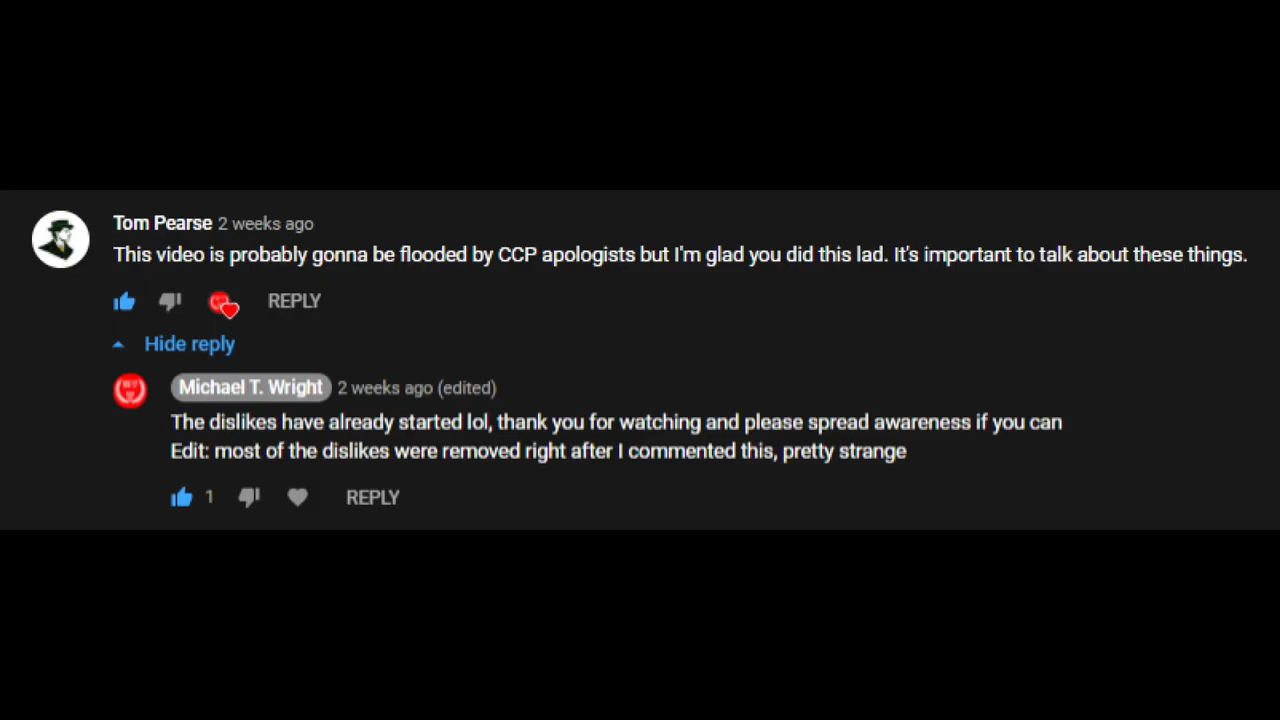 Tom Pearse 2 weeks ago
This video is probably gonna be flooded by CCP apologists but I'm glad you did this lad. It's important to talk about these things.
REPLY
Hide reply
Michael T. Wright 2 weeks ago (edited)
The dislikes have already started lol, thank you for watching and please spread awareness if you can
Edit: most of the dislikes were removed right after I commented this, pretty strange
1 REPLY